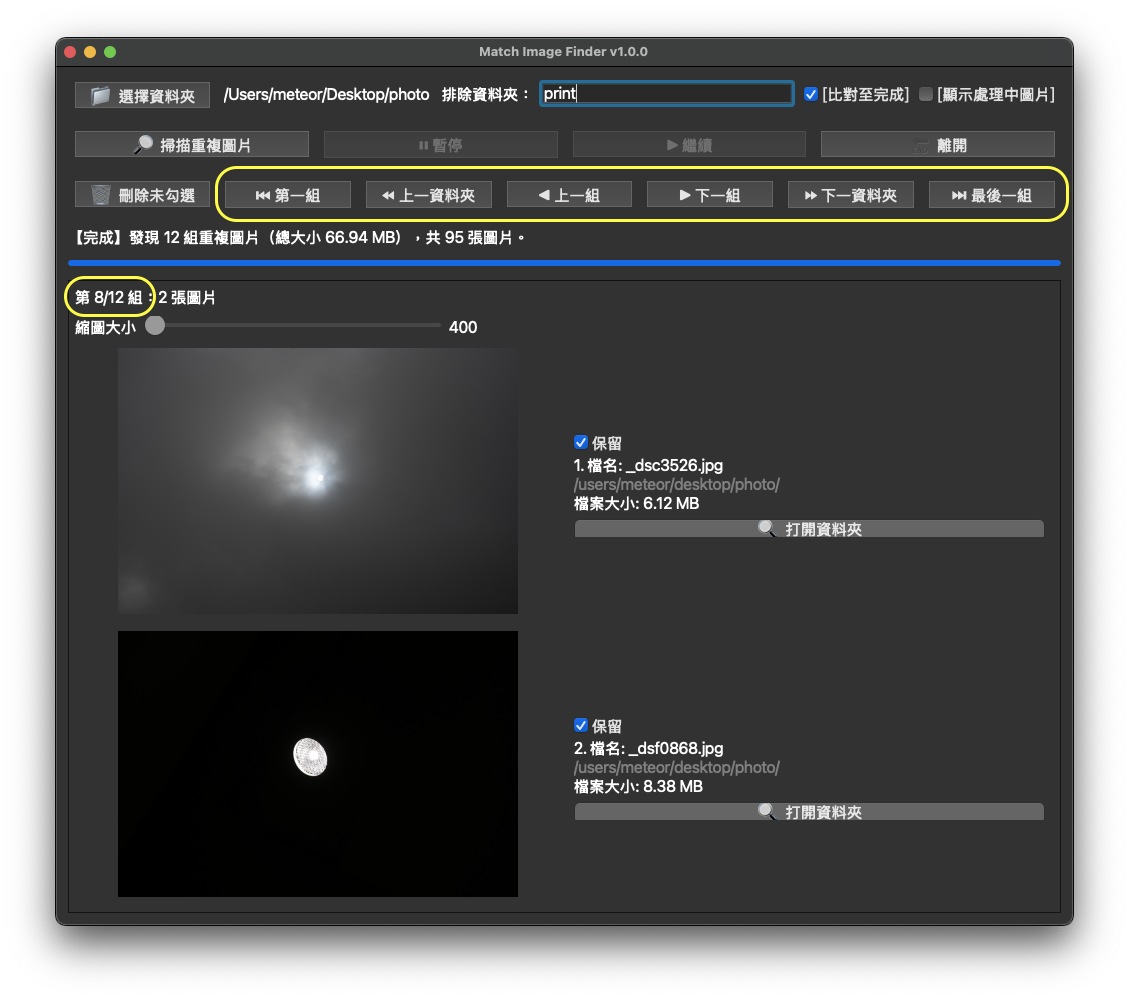 Match Image Finder v1.0.0
選擇資料夾 /Users/meteor/Desktop/photo 排除資料夾： print [比對至完成] [顯示處理中圖片]
掃描重複圖片 暫停 繼續 離開
刪除未勾選 第一組 上一資料夾 上一組 下一組 下一資料夾 最後一組
【完成】發現 12 組重複圖片（總大小 66.94 MB），共 95 張圖片。
第 8/12 組：2 張圖片
縮圖大小 400
保留
1. 檔名: _dsc3526.jpg
/users/meteor/desktop/photo/
檔案大小: 6.12 MB
打開資料夾
保留
2. 檔名: _dsf0868.jpg
/users/meteor/desktop/photo/
檔案大小: 8.38 MB
打開資料夾